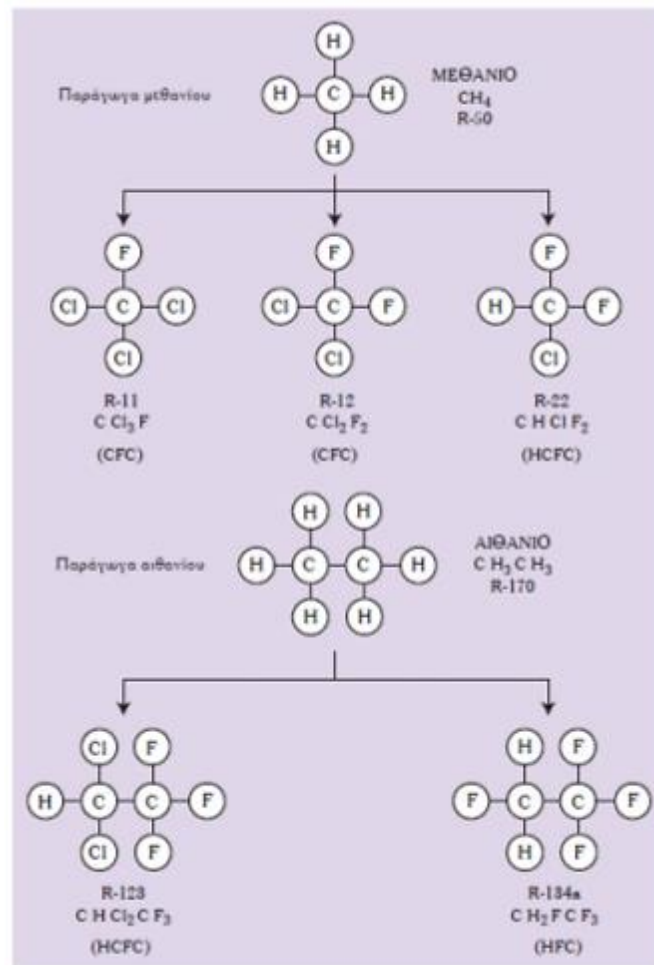 H
Παράγωγα μεθανίου
H C H
H
ΜΕΘΑΝΙΟ
CH₄
R-50
F
Cl C Cl
Cl
R-11
C Cl₃ F
(CFC)
F
Cl C F
Cl
R-12
C Cl₂ F₂
(CFC)
F
H C F
Cl
R-22
C H Cl F₂
(HCFC)
H H
Παράγωγα αιθανίου
H C C H
H H
ΑΙΘΑΝΙΟ
C H₃ C H₃
R-170
Cl F
H C C F
Cl F
R-123
C H Cl₂ C F₃
(HCFC)
H F
F C C F
H F
R-134a
C H₂ F C F₃
(HFC)